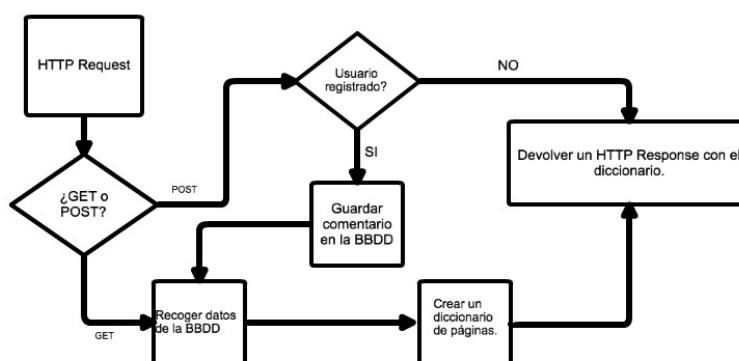 HTTP Request
Usuario
registrado?
NO
Devolver un HTTP Response con el
diccionario.
SI
¿GET o
POST?
POST
Guardar
comentario
en la BBDD
Recoger datos
de la BBDD
Crear un
diccionario
de páginas.
GET